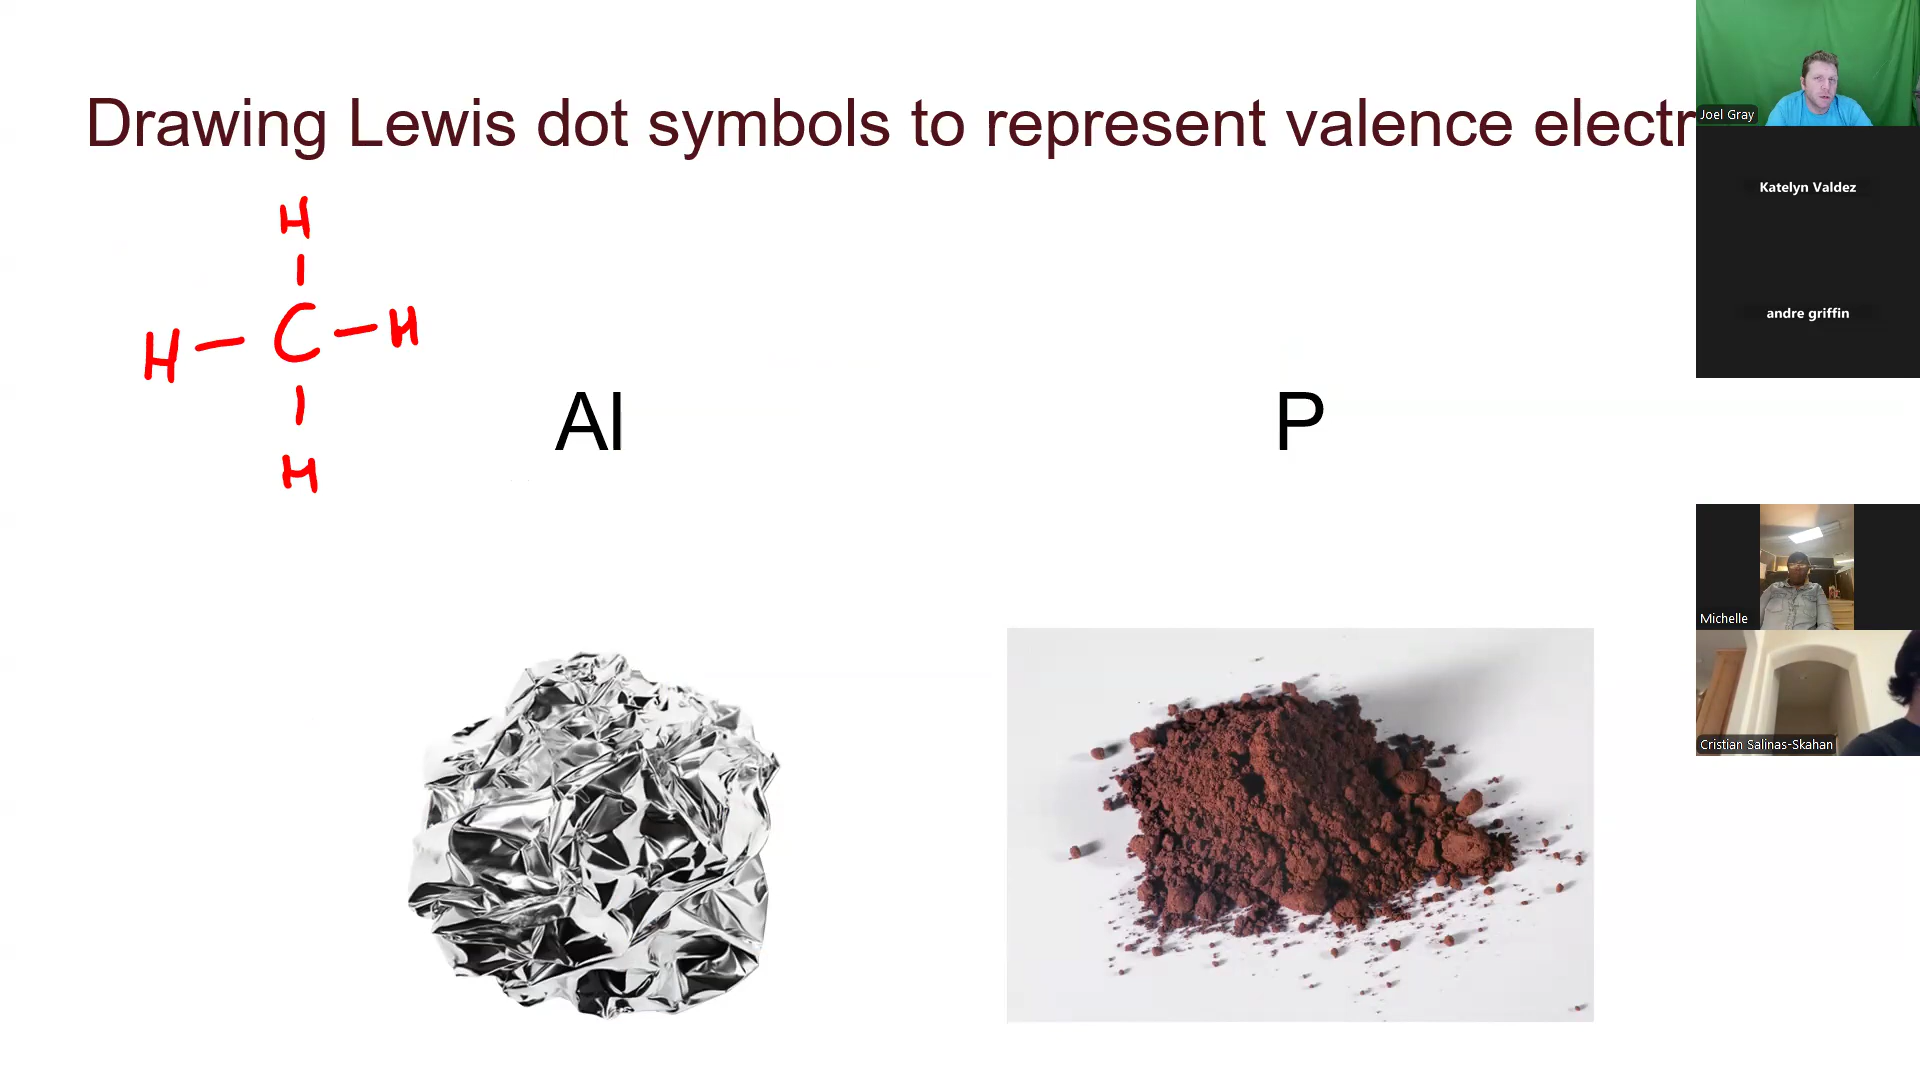 Drawing Lewis dot symbols to represent valence electr
Joel Gray
Katelyn Valdez
andre griffin
H
H — C — H
H
Al
P
Michelle
Cristian Salinas-Skahan